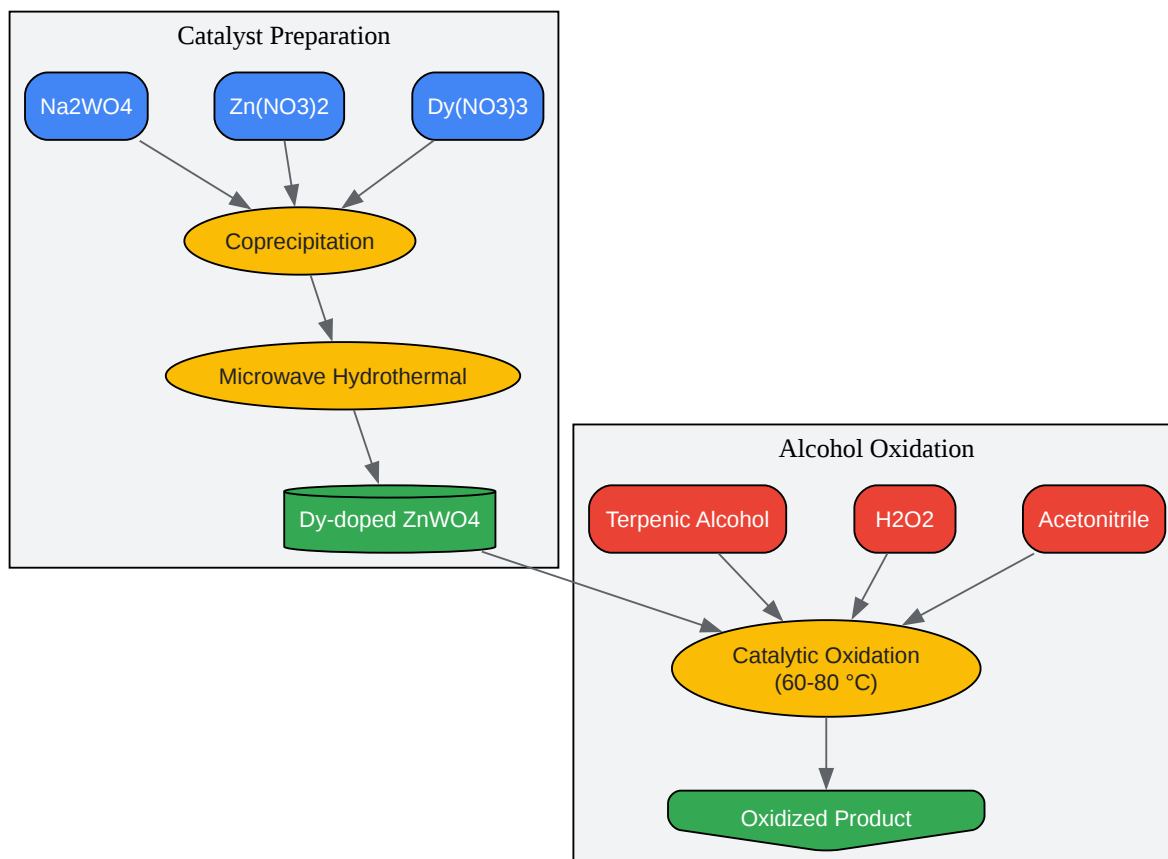 Catalyst Preparation
Na2WO4
Zn(NO3)2
Dy(NO3)3
Coprecipitation
Microwave Hydrothermal
Dy-doped ZnWO4
Alcohol Oxidation
Terpenic Alcohol
H2O2
Acetonitrile
Catalytic Oxidation
(60-80 °C)
Oxidized Product